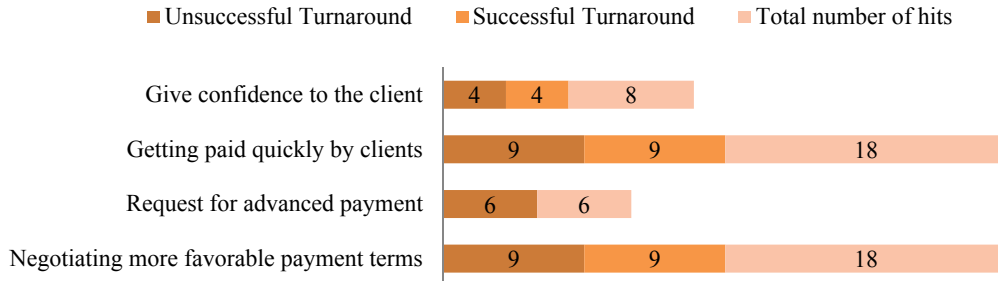 Unsuccessful Turnaround Successful Turnaround Total number of hits
Give confidence to the client 4 4 8
Getting paid quickly by clients 9 9 18
Request for advanced payment 6 6
Negotiating more favorable payment terms 9 9 18